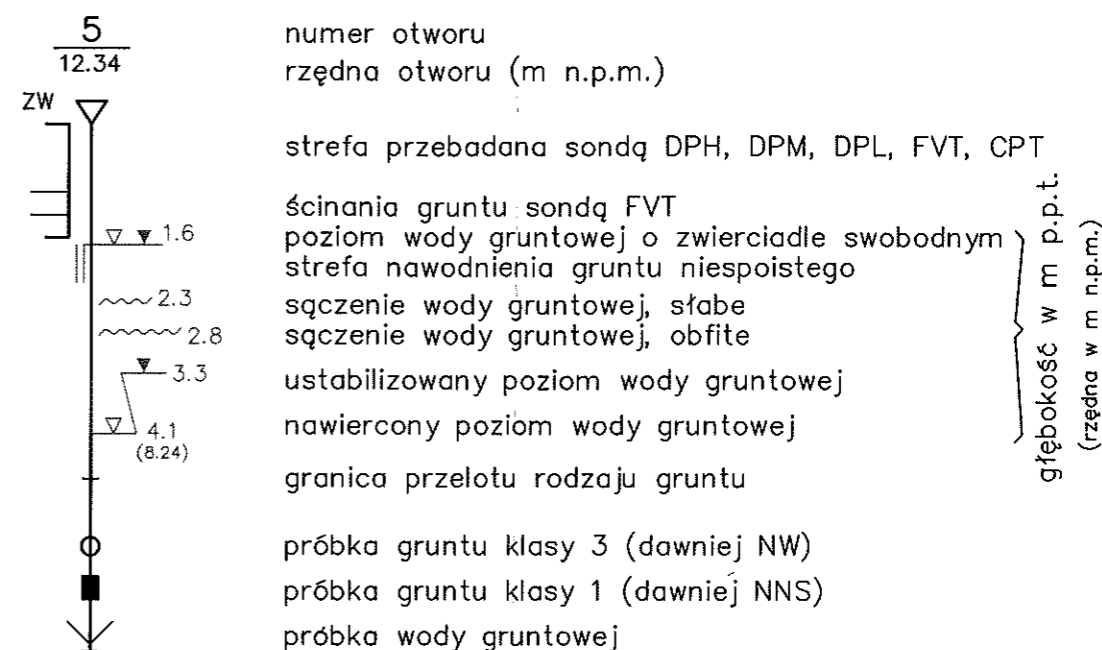 5
12.34
ZW
numer otworu
rzędna otworu (m n.p.m.)
strefa przebadana sondą DPH, DPM, DPL, FVT, CPT
ścinania gruntu sondą FVT
1.6
poziom wody gruntowej o zwierciadle swobodnym
strefa nawodnienia gruntu niespoistego
2.3
sączenie wody gruntowej, słabe
2.8
sączenie wody gruntowej, obfite
3.3
ustabilizowany poziom wody gruntowej
4.1
(8.24)
nawiercony poziom wody gruntowej
granica przelotu rodzaju gruntu
próbka gruntu klasy 3 (dawniej NW)
próbka gruntu klasy 1 (dawniej NNS)
próbka wody gruntowej
głębokość w m p.p.t.
(rzędna w m n.p.m.)